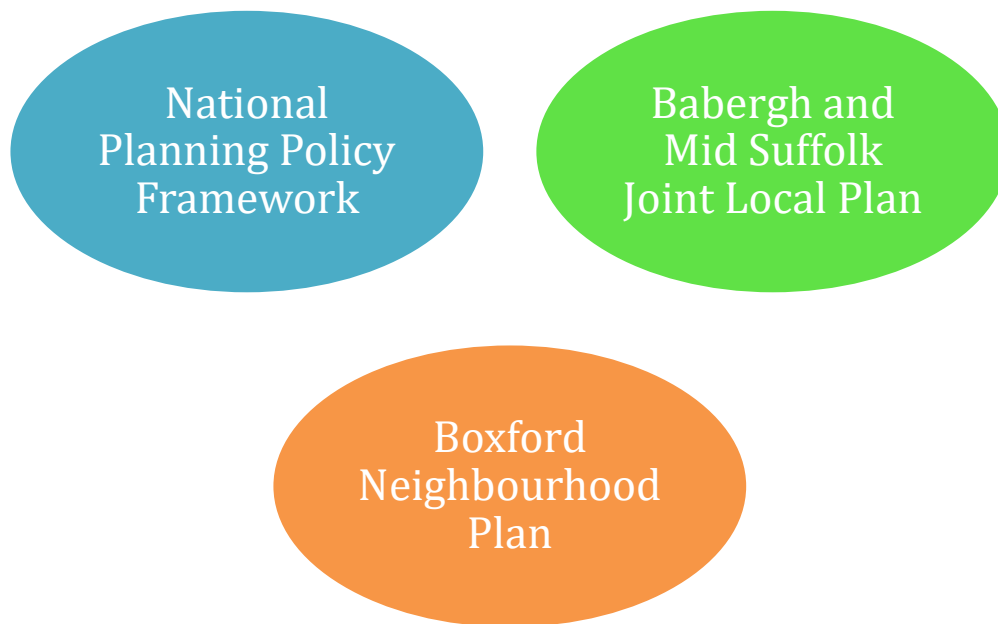 National
Planning Policy
Framework
Babergh and
Mid Suffolk
Joint Local Plan
Boxford
Neighbourhood
Plan